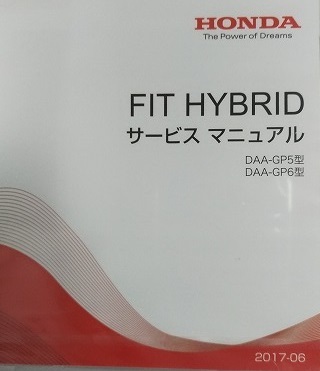 HONDA
The Power of Dreams
FIT HYBRID
サービス マニュアル
DAA-GP5型
DAA-GP6型
2017-06